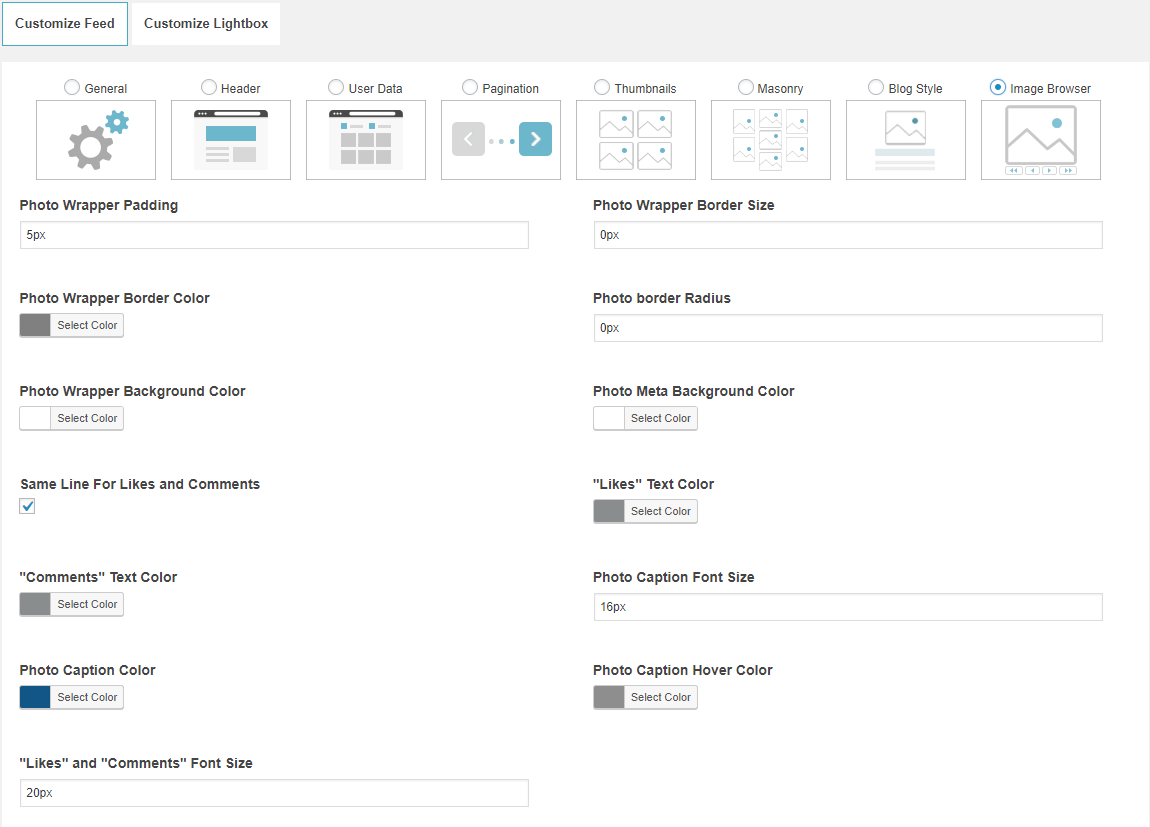 Customize Feed Customize Lightbox
General Header User Data Pagination Thumbnails Masonry Blog Style Image Browser
Photo Wrapper Padding Photo Wrapper Border Size
5px 0px
Photo Wrapper Border Color Photo border Radius
Select Color 0px
Photo Wrapper Background Color Photo Meta Background Color
Select Color Select Color
Same Line For Likes and Comments "Likes" Text Color
Select Color
"Comments" Text Color Photo Caption Font Size
Select Color 16px
Photo Caption Color Photo Caption Hover Color
Select Color Select Color
"Likes" and "Comments" Font Size
20px